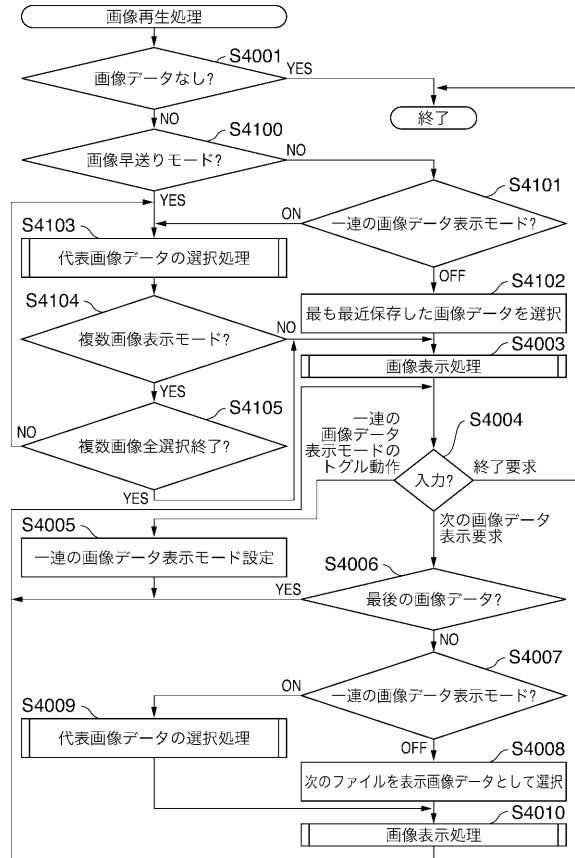 画像再生処理
S4001
画像データなし?
YES
終了
NO
S4100
画像早送りモード?
NO
YES
S4101
一連の画像データ表示モード?
ON
OFF
S4103
代表画像データの選択処理
S4102
最も最近保存した画像データを選択
S4104
複数画像表示モード?
NO
YES
S4003
画像表示処理
S4105
複数画像全選択終了?
NO
YES
一連の
画像データ
表示モードの
トグル動作
S4004
入力?
終了要求
次の画像データ
表示要求
S4005
一連の画像データ表示モード設定
S4006
最後の画像データ?
YES
NO
S4007
一連の画像データ表示モード?
ON
OFF
S4009
代表画像データの選択処理
S4008
次のファイルを表示画像データとして選択
S4010
画像表示処理